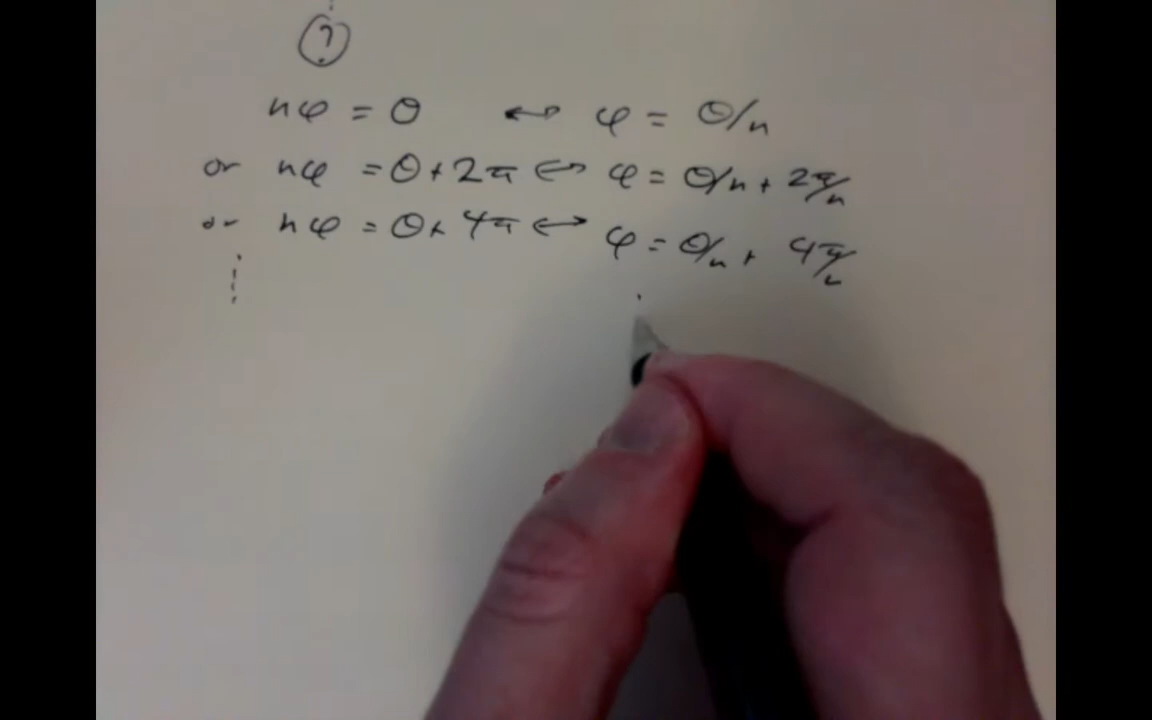 ?
nφ = θ ↔ φ = θ/n
or nφ = θ + 2π ↔ φ = θ/n + 2π/n
or nφ = θ + 4π ↔ φ = θ/n + 4π/n
⋮